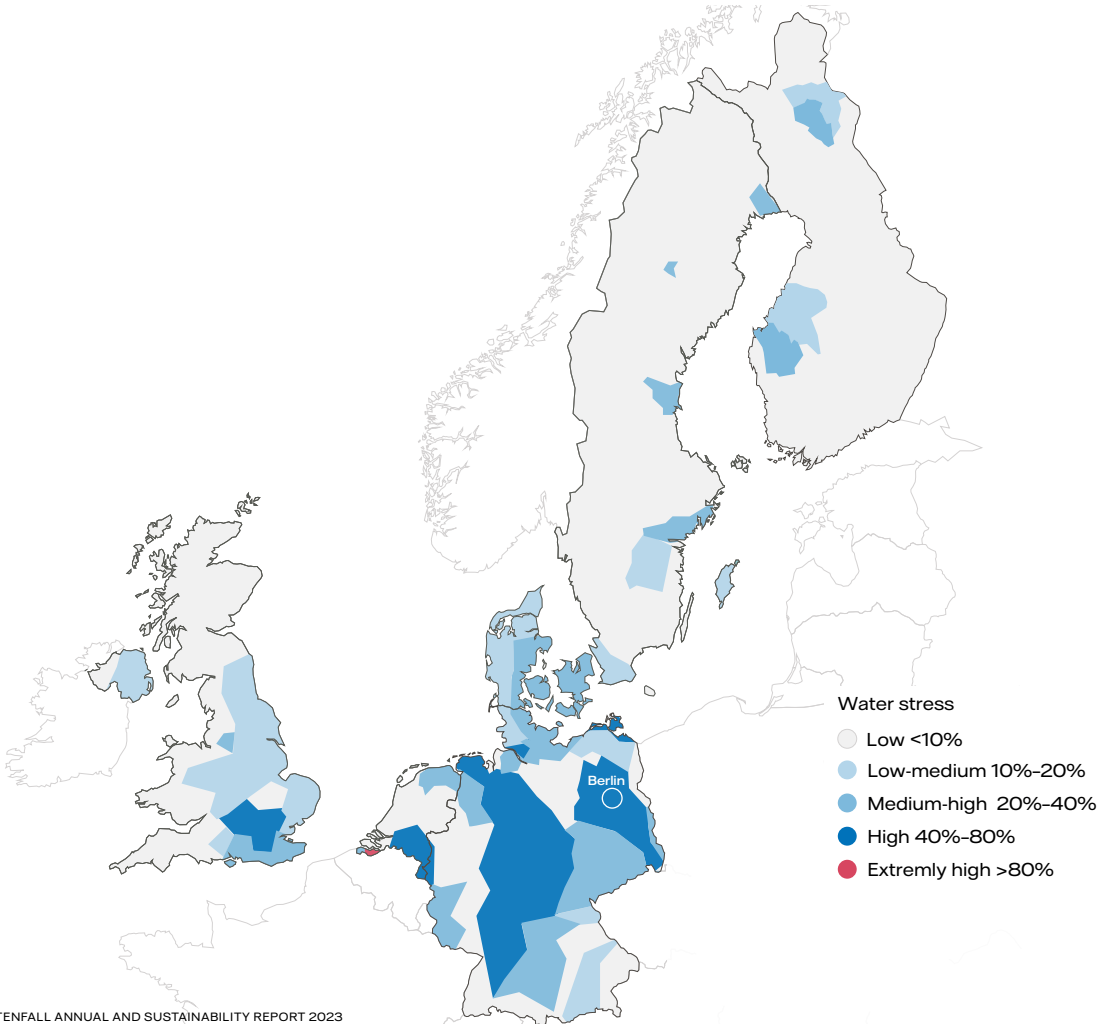 Water stress
Low <10%
Low-medium 10%-20%
Berlin
Medium-high 20%-40%
High 40%-80%
Extremly high >80%
TENFALL ANNUAL AND SUSTAINABILITY REPORT 2023